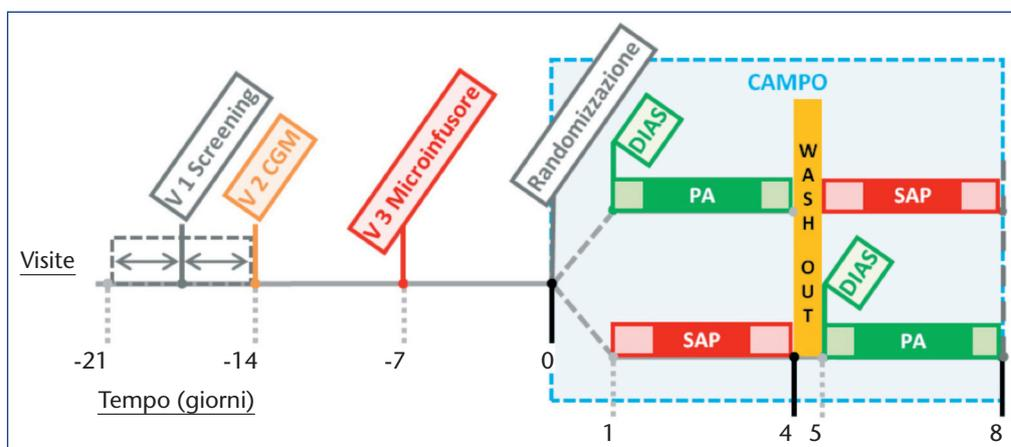 V 1 Screening
V 2 CGM
V 3 Microinfusore
Randomizzazione
CAMPO
DIAS
PA
WASH OUT
SAP
DIAS
SAP
PA
Visite
-21
-14
-7
0
1
4
5
8
Tempo (giorni)